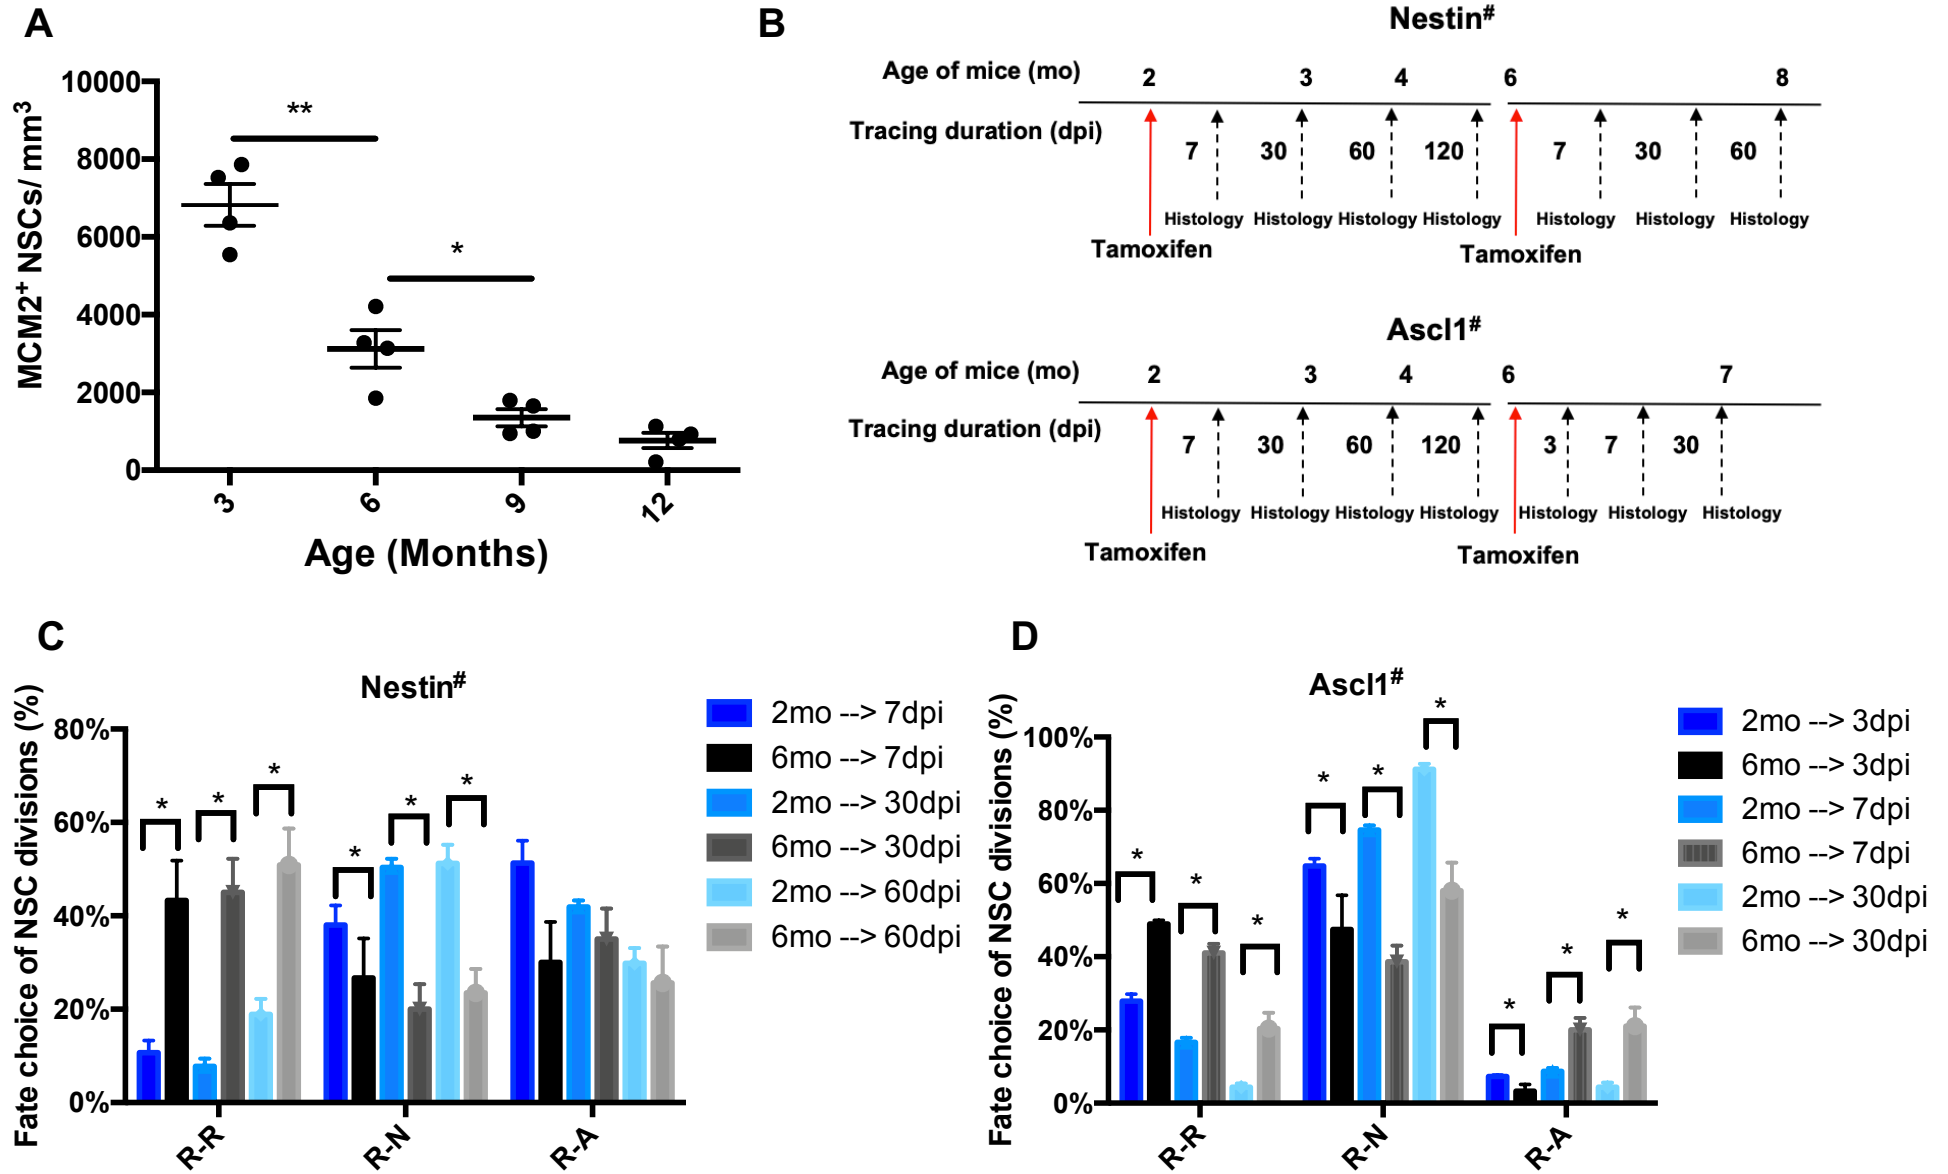 A
10000
8000
6000
4000
2000
0
MCM2+ NSCs/ mm3
**
*
3 6 9 12
Age (Months)
B
Nestin#
Age of mice (mo) 2 3 4 6 8
Tracing duration (dpi) 7 30 60 120 7 30 60
Histology Histology Histology Histology Histology Histology Histology
Tamoxifen Tamoxifen
Ascl1#
Age of mice (mo) 2 3 4 6 7
Tracing duration (dpi) 7 30 60 120 3 7 30
Histology Histology Histology Histology Histology Histology Histology
Tamoxifen Tamoxifen
C
Nestin#
Fate choice of NSC divisions (%)
80%
60%
40%
20%
0%
* * * * * *
R-R R-N R-A
2mo --> 7dpi
6mo --> 7dpi
2mo --> 30dpi
6mo --> 30dpi
2mo --> 60dpi
6mo --> 60dpi
D
Ascl1#
Fate choice of NSC divisions (%)
100%
80%
60%
40%
20%
0%
* * * * * * * * *
R-R R-N R-A
2mo --> 3dpi
6mo --> 3dpi
2mo --> 7dpi
6mo --> 7dpi
2mo --> 30dpi
6mo --> 30dpi